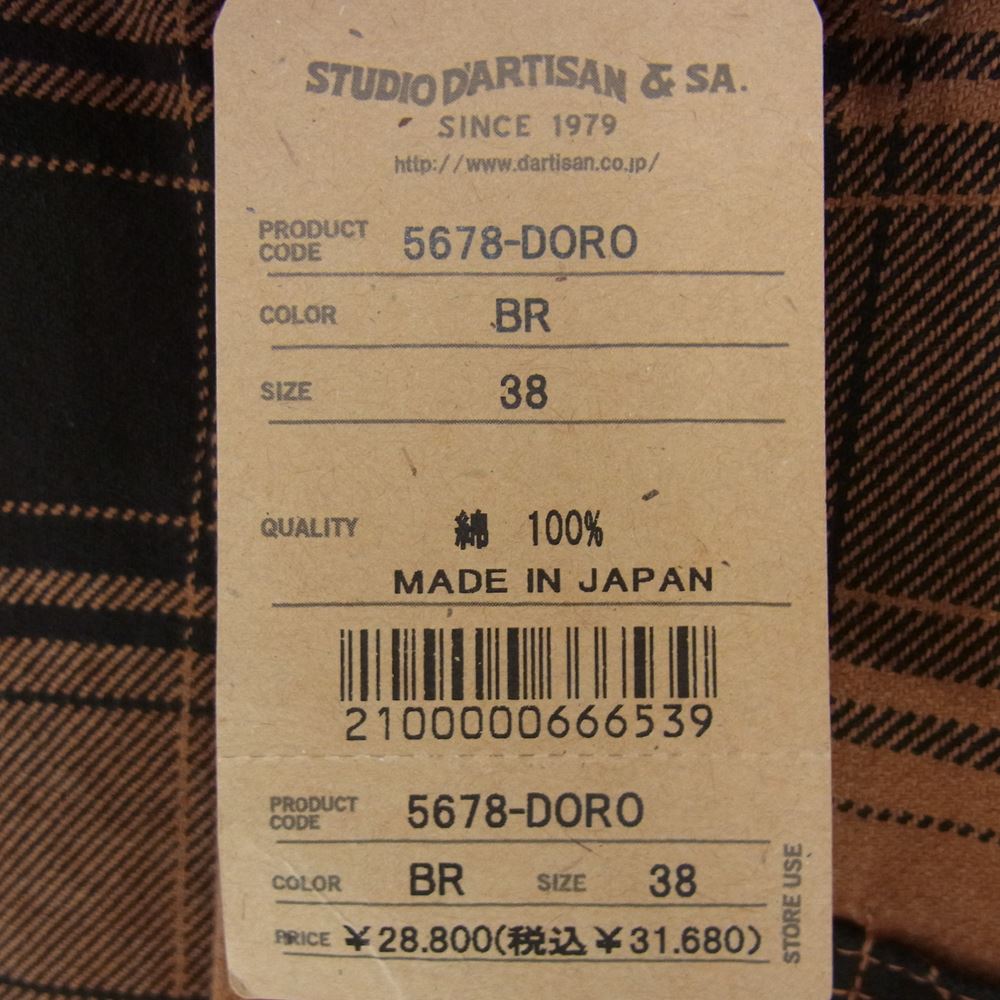 STUDIO D'ARTISAN & SA.
SINCE 1979
http://www.dartisan.co.jp/
PRODUCT CODE 5678-DORO
COLOR BR
SIZE 38
QUALITY 綿 100%
MADE IN JAPAN
2100000666539
PRODUCT CODE 5678-DORO
COLOR BR SIZE 38
PRICE ¥28.800(税込¥31.680)
STORE USE